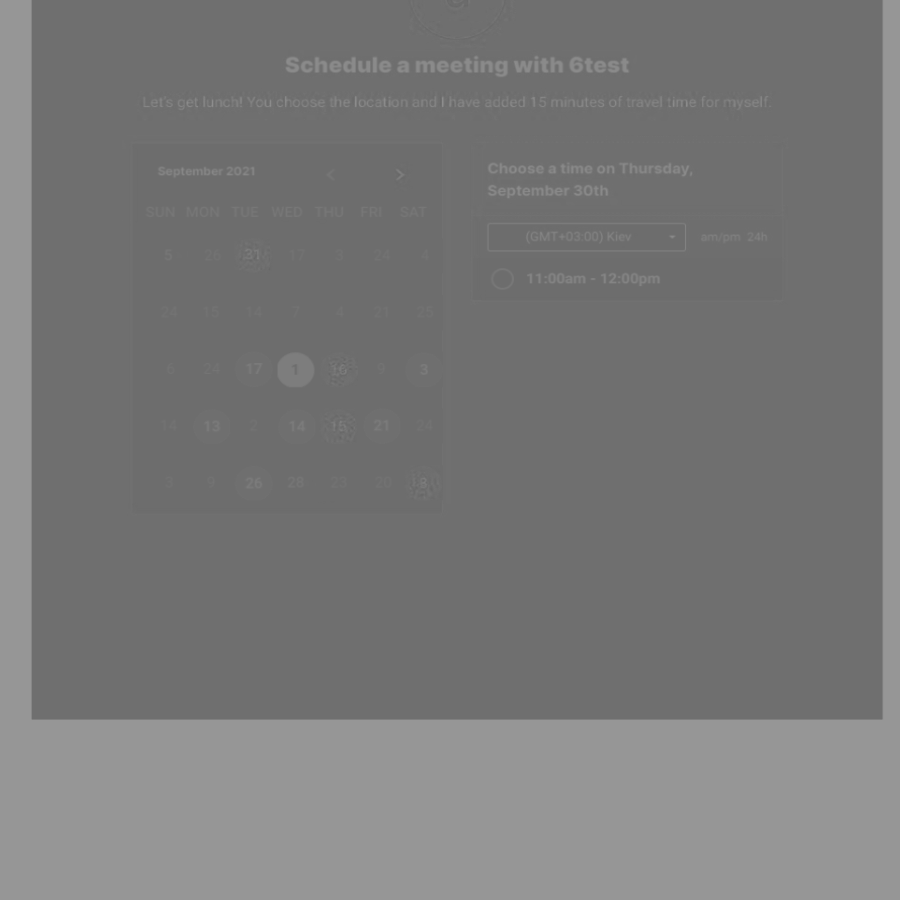 Schedule a meeting with 6test
Let's get lunch! You choose the location and I have added 15 minutes of travel time for myself.
September 2021 < >
SUN MON TUE WED THU FRI SAT
5 26 31 17 3 24 4
24 15 14 7 4 21 25
6 24 17 1 16 9 3
14 13 2 14 15 21 24
5 9 26 28 23 20 18
Choose a time on Thursday,
September 30th
(GMT+03:00) Kiev am/pm 24h
11:00am - 12:00pm